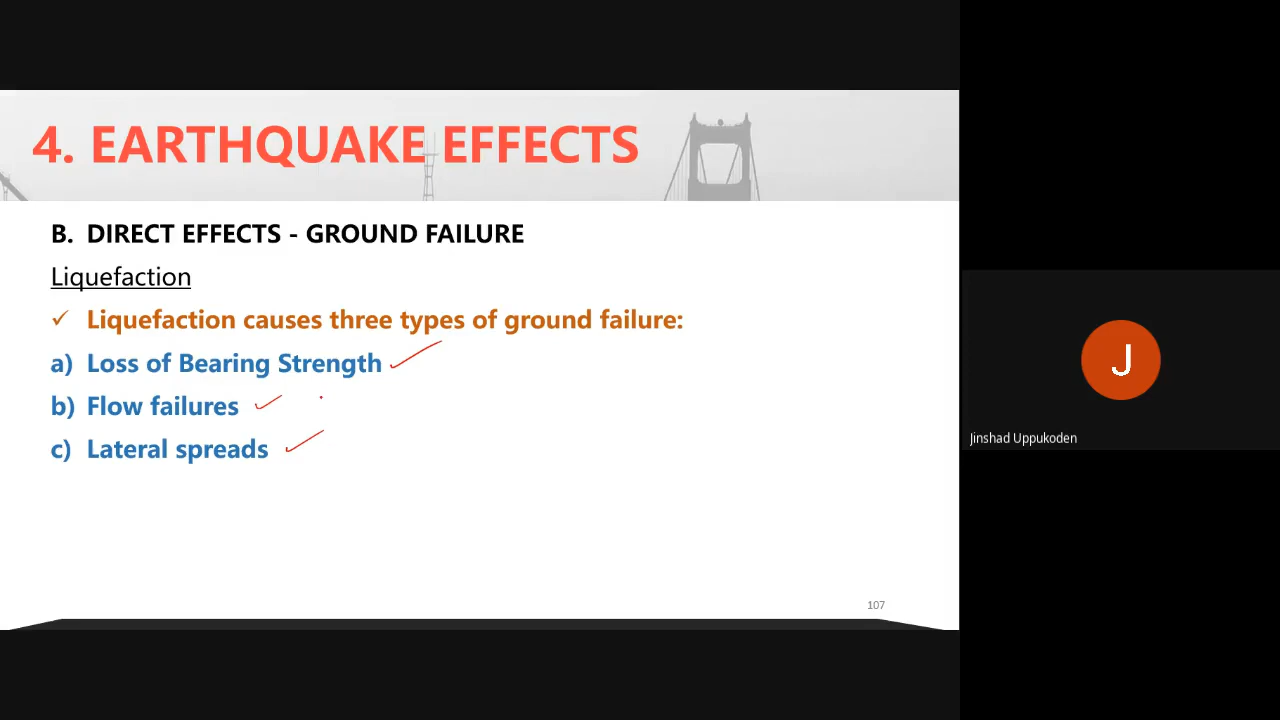 4. EARTHQUAKE EFFECTS
B. DIRECT EFFECTS - GROUND FAILURE
Liquefaction
✓ Liquefaction causes three types of ground failure:
a) Loss of Bearing Strength
b) Flow failures
c) Lateral spreads
107
J
Jinshad Uppukoden